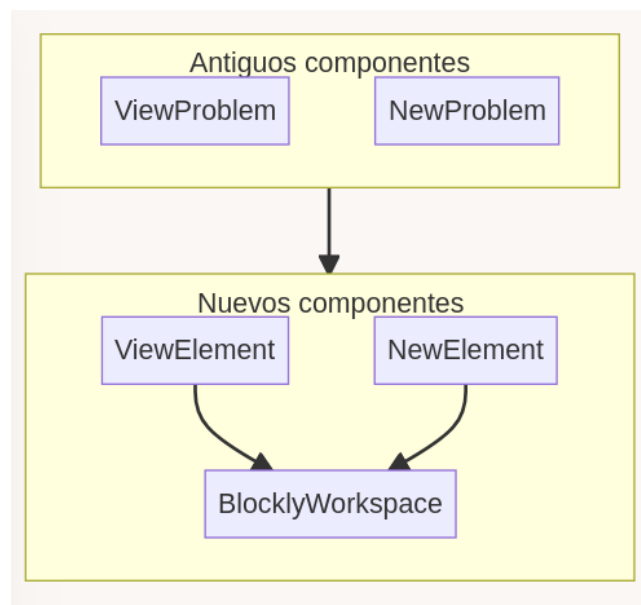 Antiguos componentes
ViewProblem NewProblem
Nuevos componentes
ViewElement NewElement
BlocklyWorkspace